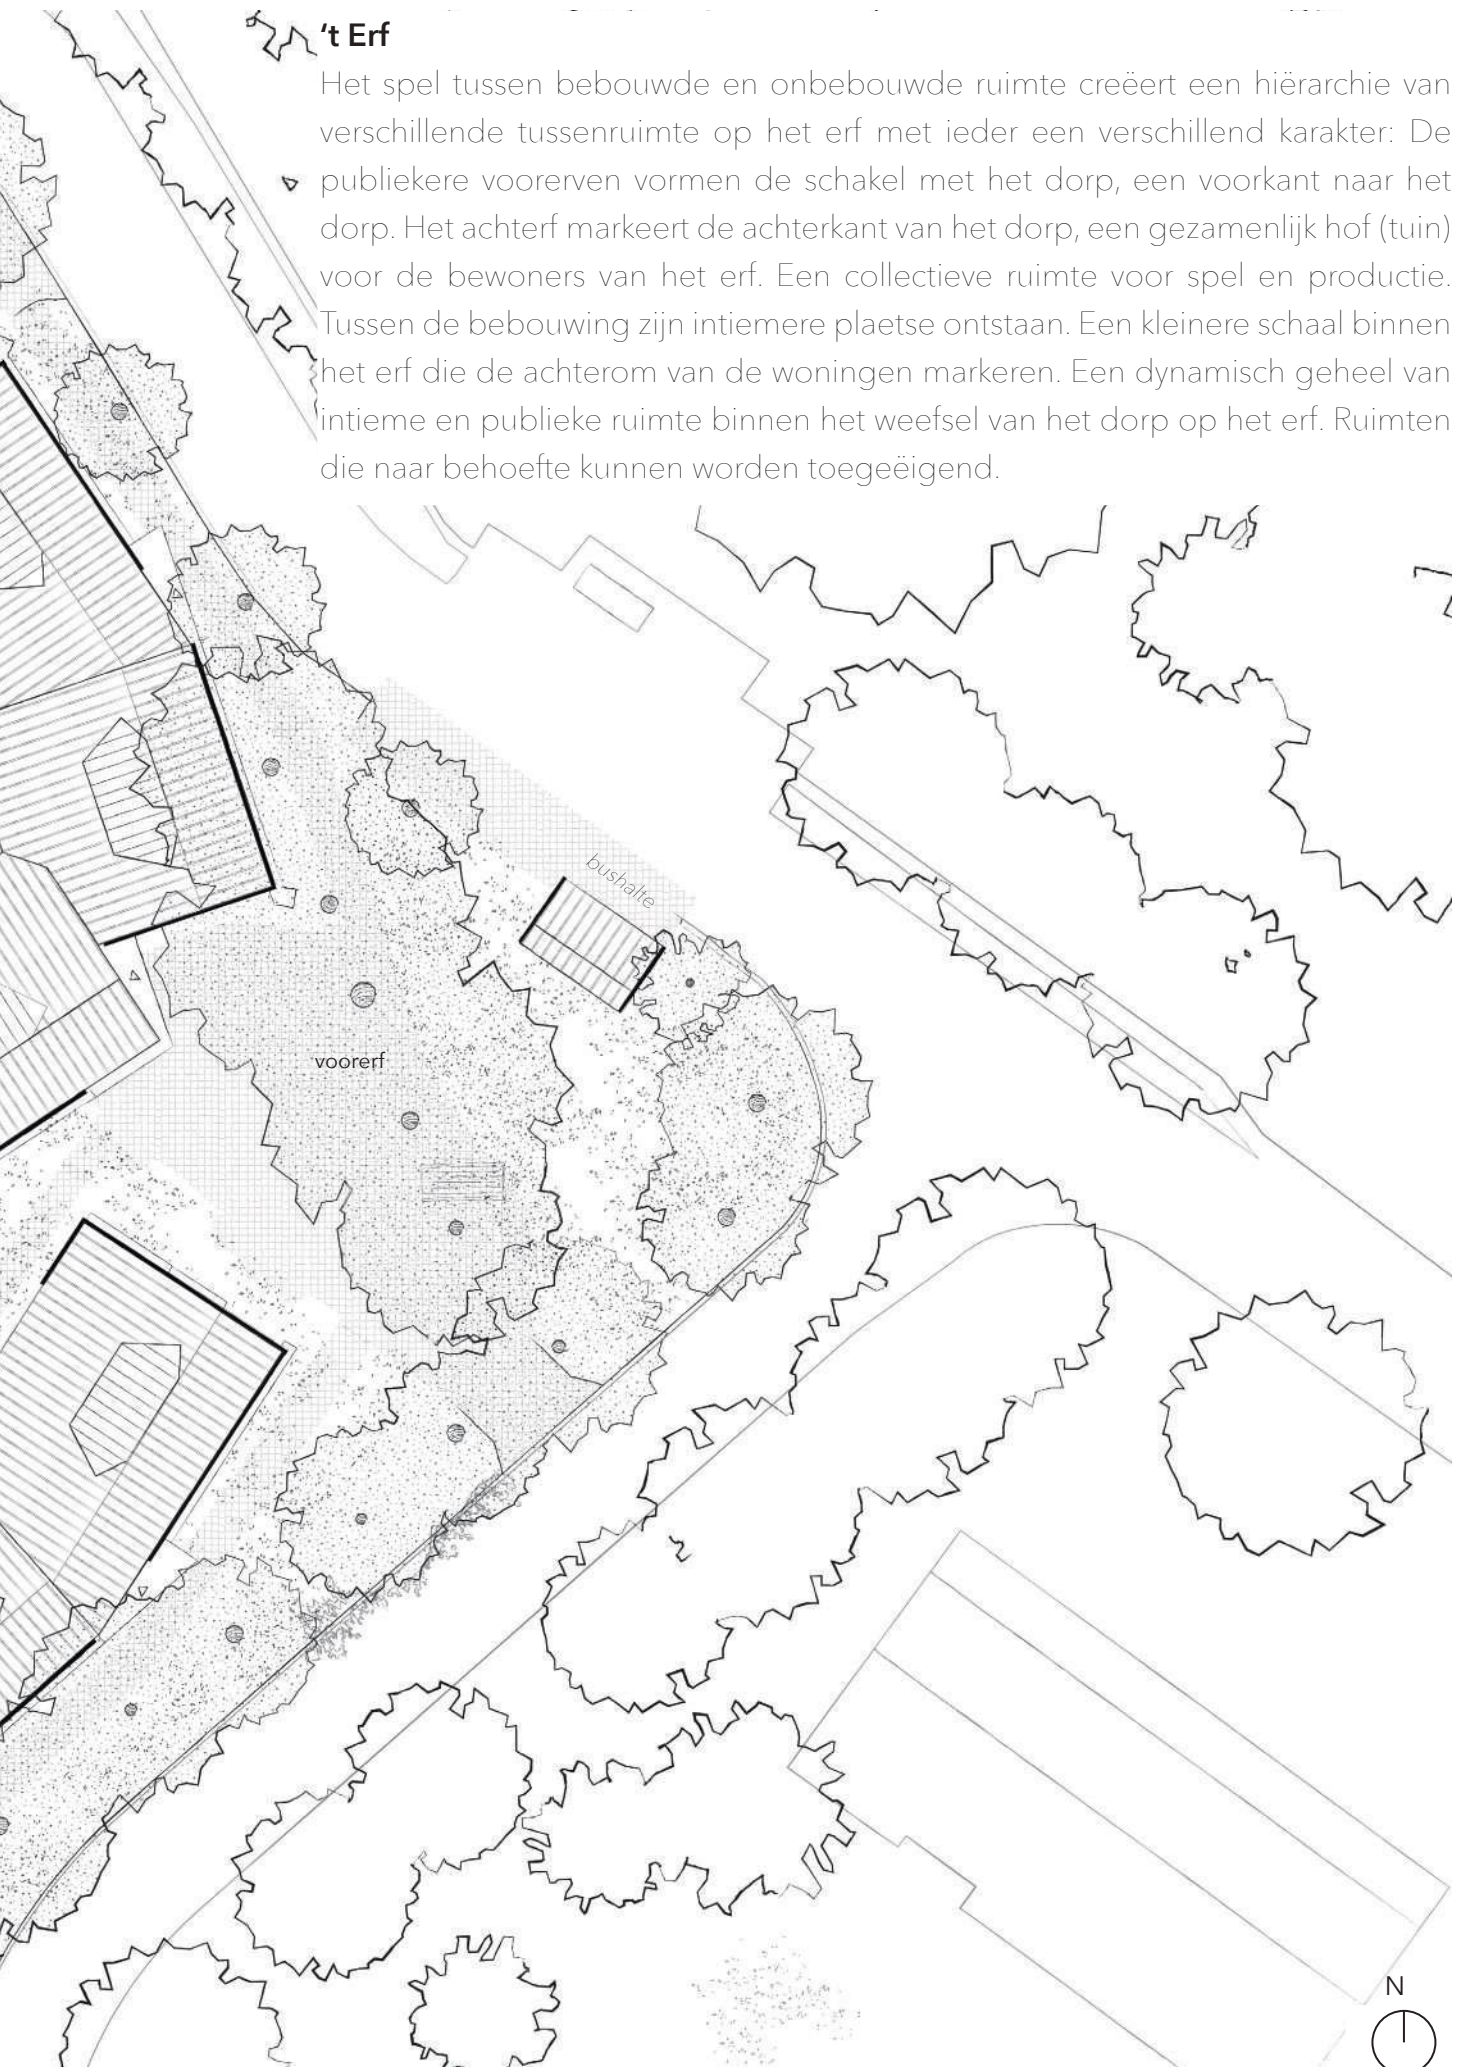 ‘t Erf
Het spel tussen bebouwde en onbebouwde ruimte creëert een hiërarchie van
verschillende tussenruimte op het erf met ieder een verschillend karakter: De
publiekere voorerven vormen de schakel met het dorp, een voorkant naar het
dorp. Het achterf markeert de achterkant van het dorp, een gezamenlijk hof (tuin)
voor de bewoners van het erf. Een collectieve ruimte voor spel en productie.
Tussen de bebouwing zijn intiemere plaetse ontstaan. Een kleinere schaal binnen
het erf die de achterom van de woningen markeren. Een dynamisch geheel van
intieme en publieke ruimte binnen het weefsel van het dorp op het erf. Ruimten
die naar behoefte kunnen worden toegeëigend.
bushalte
voorerf
N